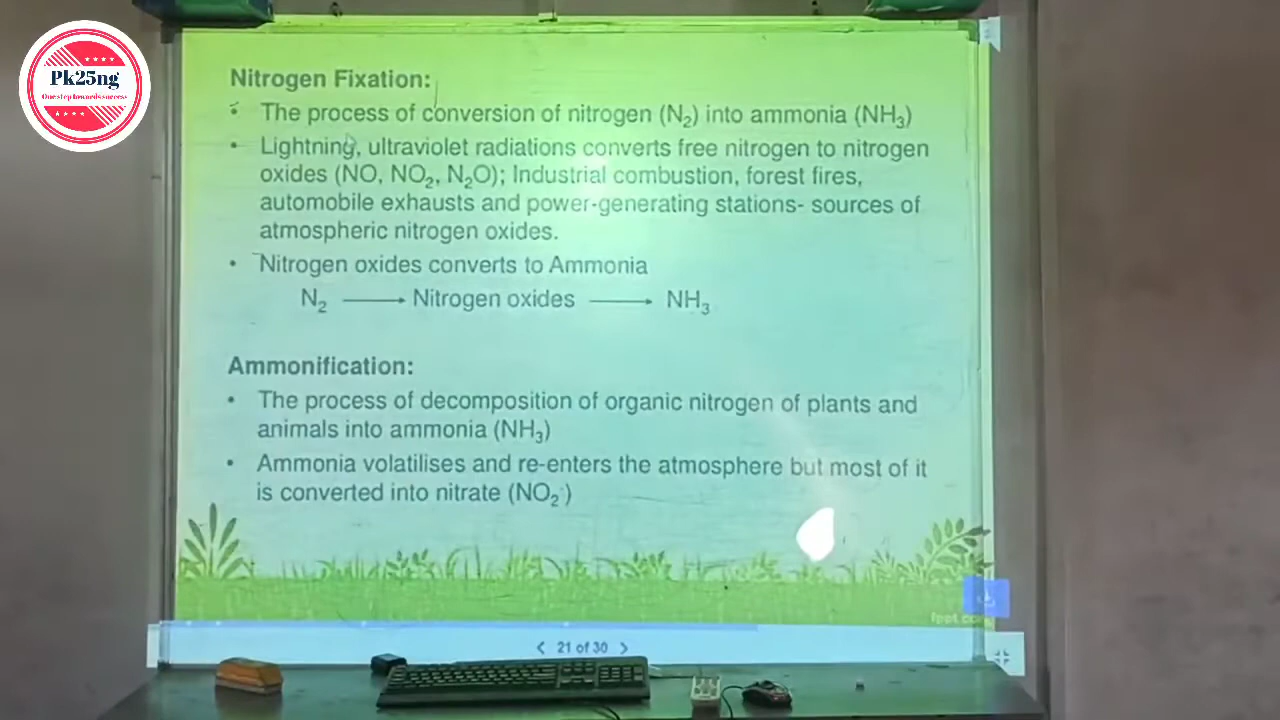 Pk25ng
One step towards success
Nitrogen Fixation:
• The process of conversion of nitrogen (N₂) into ammonia (NH₃)
• Lightning, ultraviolet radiations converts free nitrogen to nitrogen
oxides (NO, NO₂, N₂O); Industrial combustion, forest fires,
automobile exhausts and power-generating stations- sources of
atmospheric nitrogen oxides.
• Nitrogen oxides converts to Ammonia
N₂ → Nitrogen oxides → NH₃
Ammonification:
• The process of decomposition of organic nitrogen of plants and
animals into ammonia (NH₃)
• Ammonia volatilises and re-enters the atmosphere but most of it
is converted into nitrate (NO₂⁻)
< 21 of 30 >